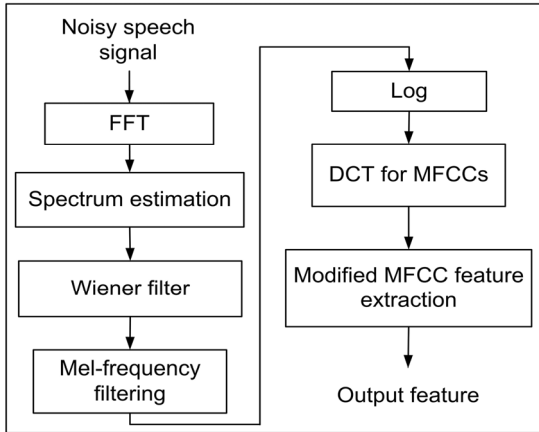 Noisy speech
signal
FFT
Spectrum estimation
Wiener filter
Mel-frequency
filtering
Log
DCT for MFCCs
Modified MFCC feature
extraction
Output feature